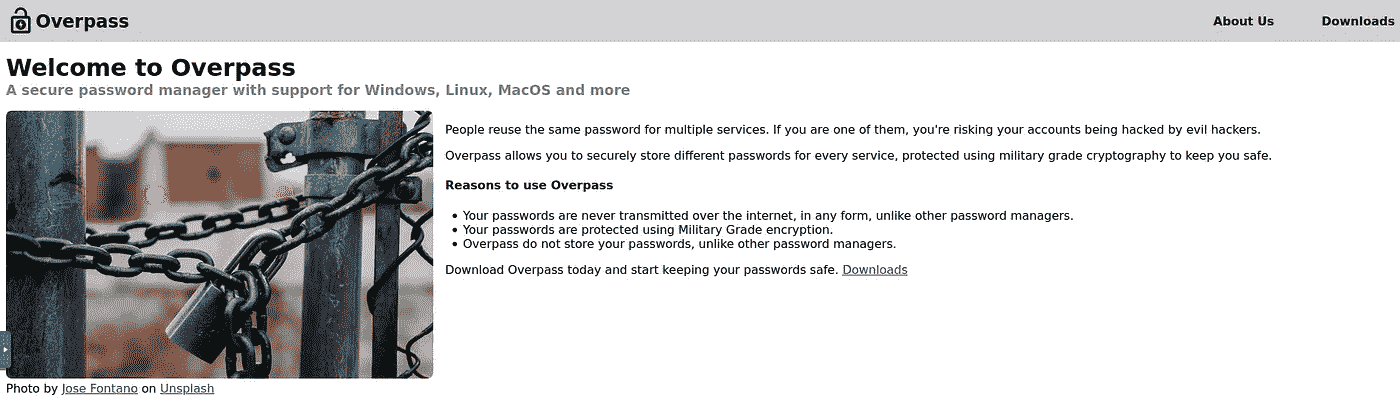 Overpass
About Us
Downloads
Welcome to Overpass
A secure password manager with support for Windows, Linux, MacOS and more
People reuse the same password for multiple services. If you are one of them, you're risking your accounts being hacked by evil hackers.
Overpass allows you to securely store different passwords for every service, protected using military grade cryptography to keep you safe.
Reasons to use Overpass
• Your passwords are never transmitted over the internet, in any form, unlike other password managers.
• Your passwords are protected using Military Grade encryption.
• Overpass do not store your passwords, unlike other password managers.
Download Overpass today and start keeping your passwords safe. Downloads
Photo by Jose Fontano on Unsplash